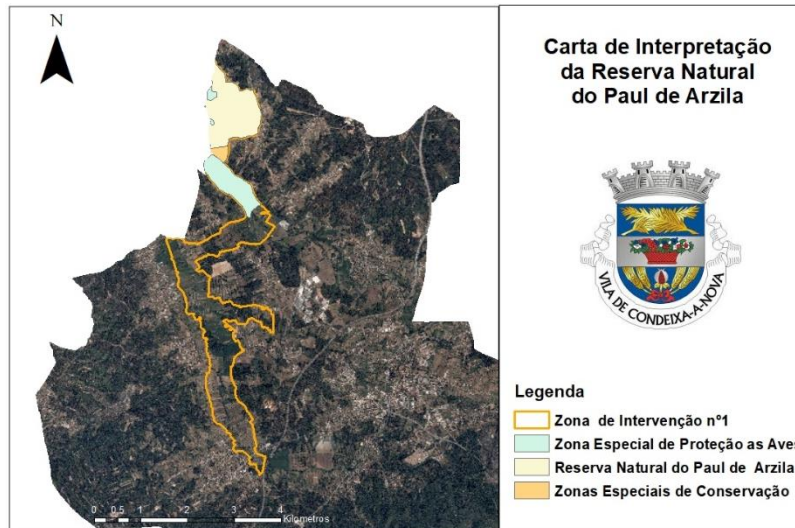 N
Carta de Interpretação
da Reserva Natural
do Paul de Arzila
VILA DE CONDEIXA-A-NOVA
Legenda
Zona de Intervenção nº1
Zona Especial de Proteção as Aves
Reserva Natural do Paul de Arzila
Zonas Especiais de Conservação
0 0.5 1 2 3 4
Kilometros